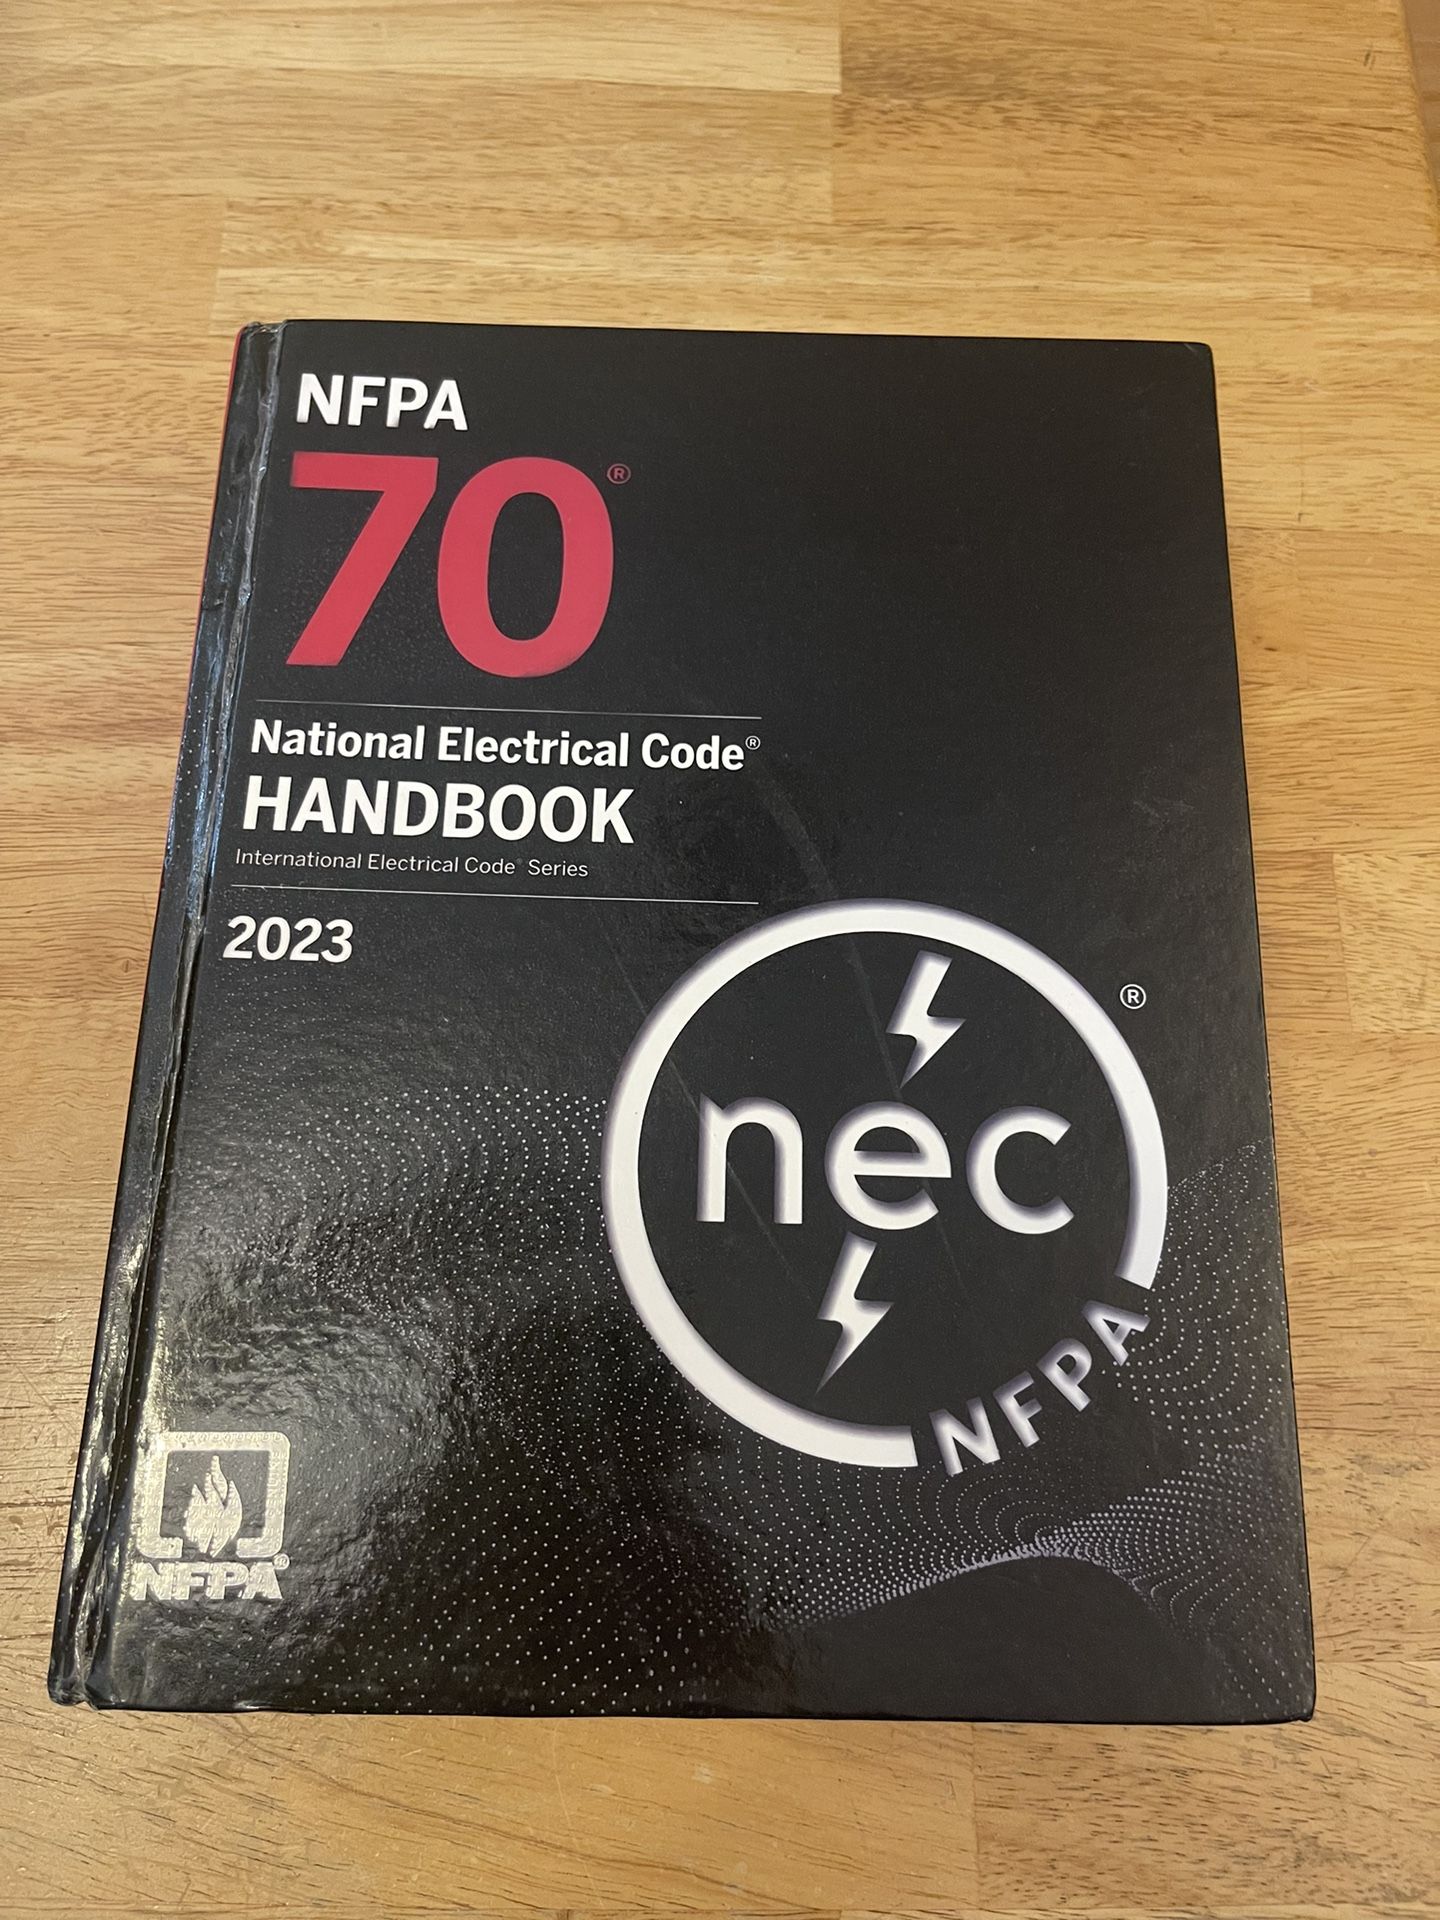 NFPA
70®
National Electrical Code®
HANDBOOK
International Electrical Code® Series
2023
nec
®
NFPA
NFPA®